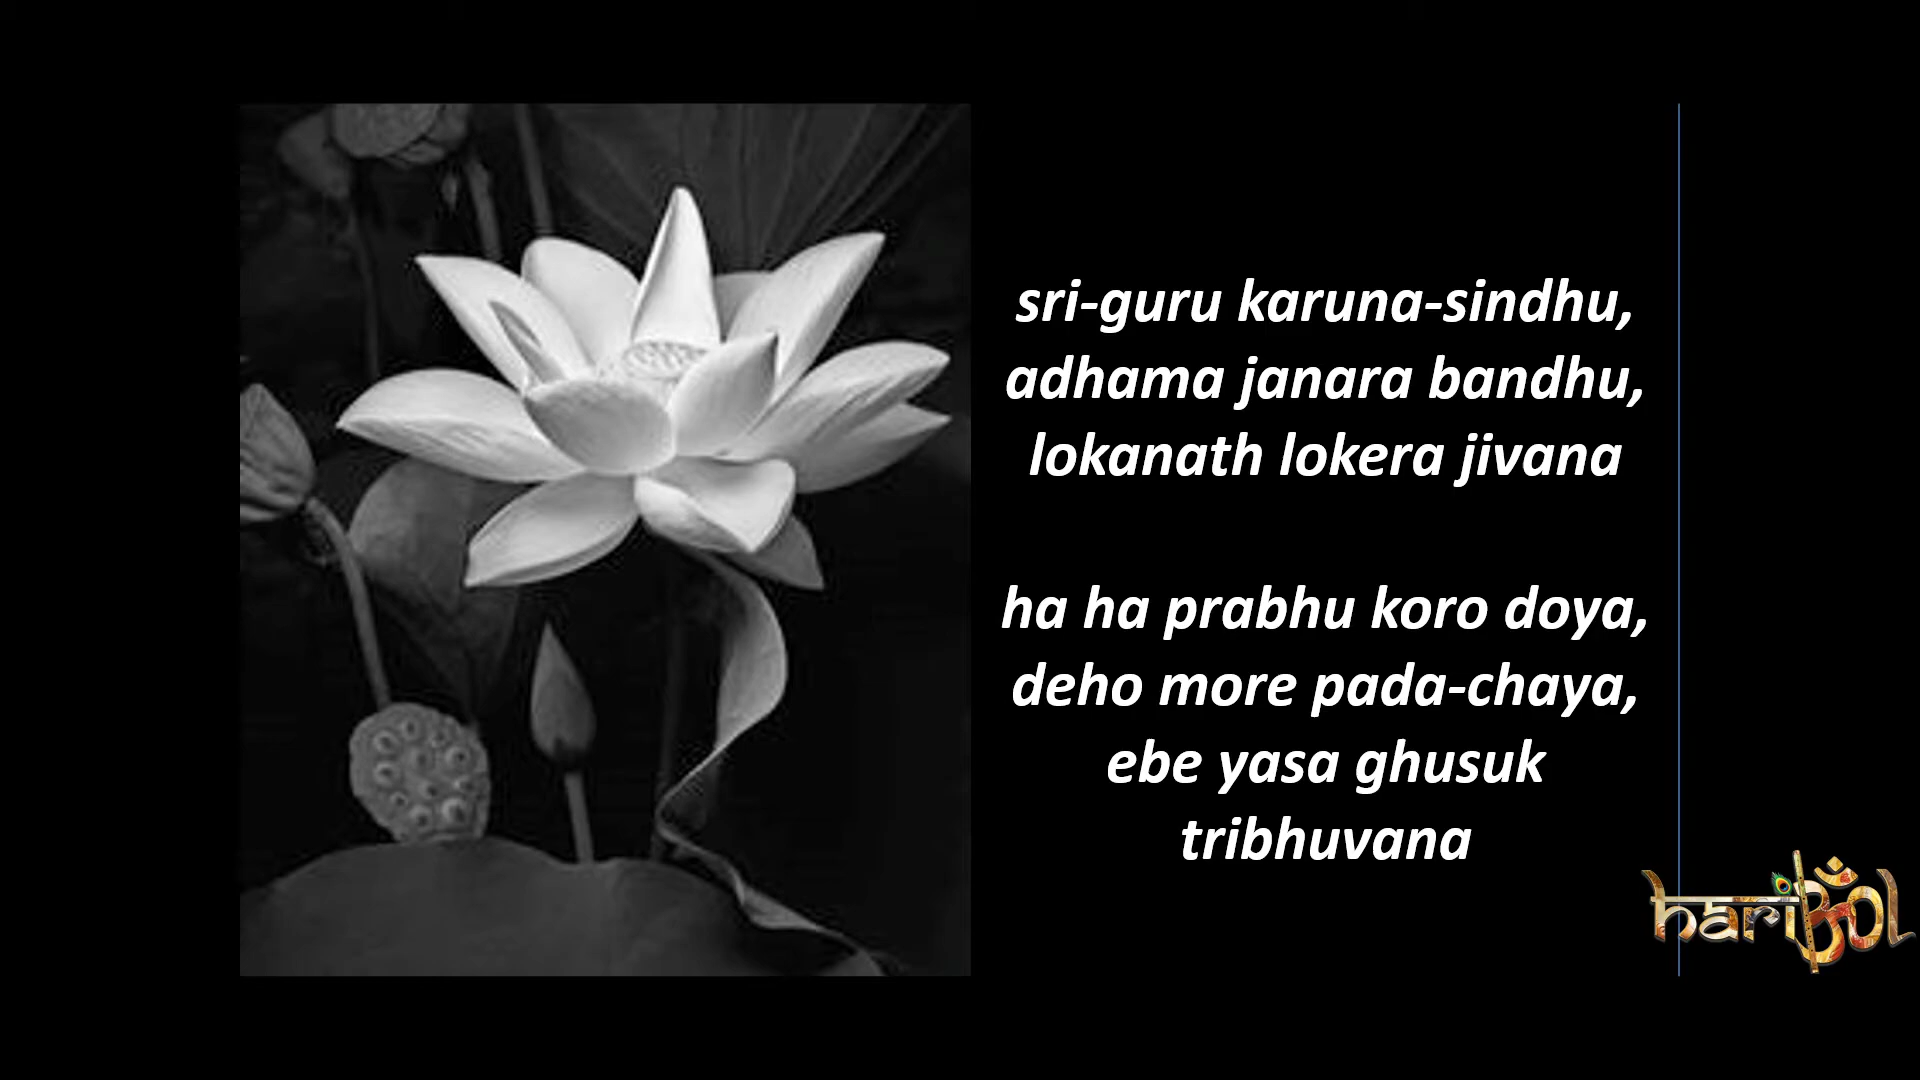 sri-guru karuna-sindhu,
adhama janara bandhu,
lokanath lokera jivana
ha ha prabhu koro doya,
deho more pada-chaya,
ebe yasa ghusuk
tribhuvana
hariBOl